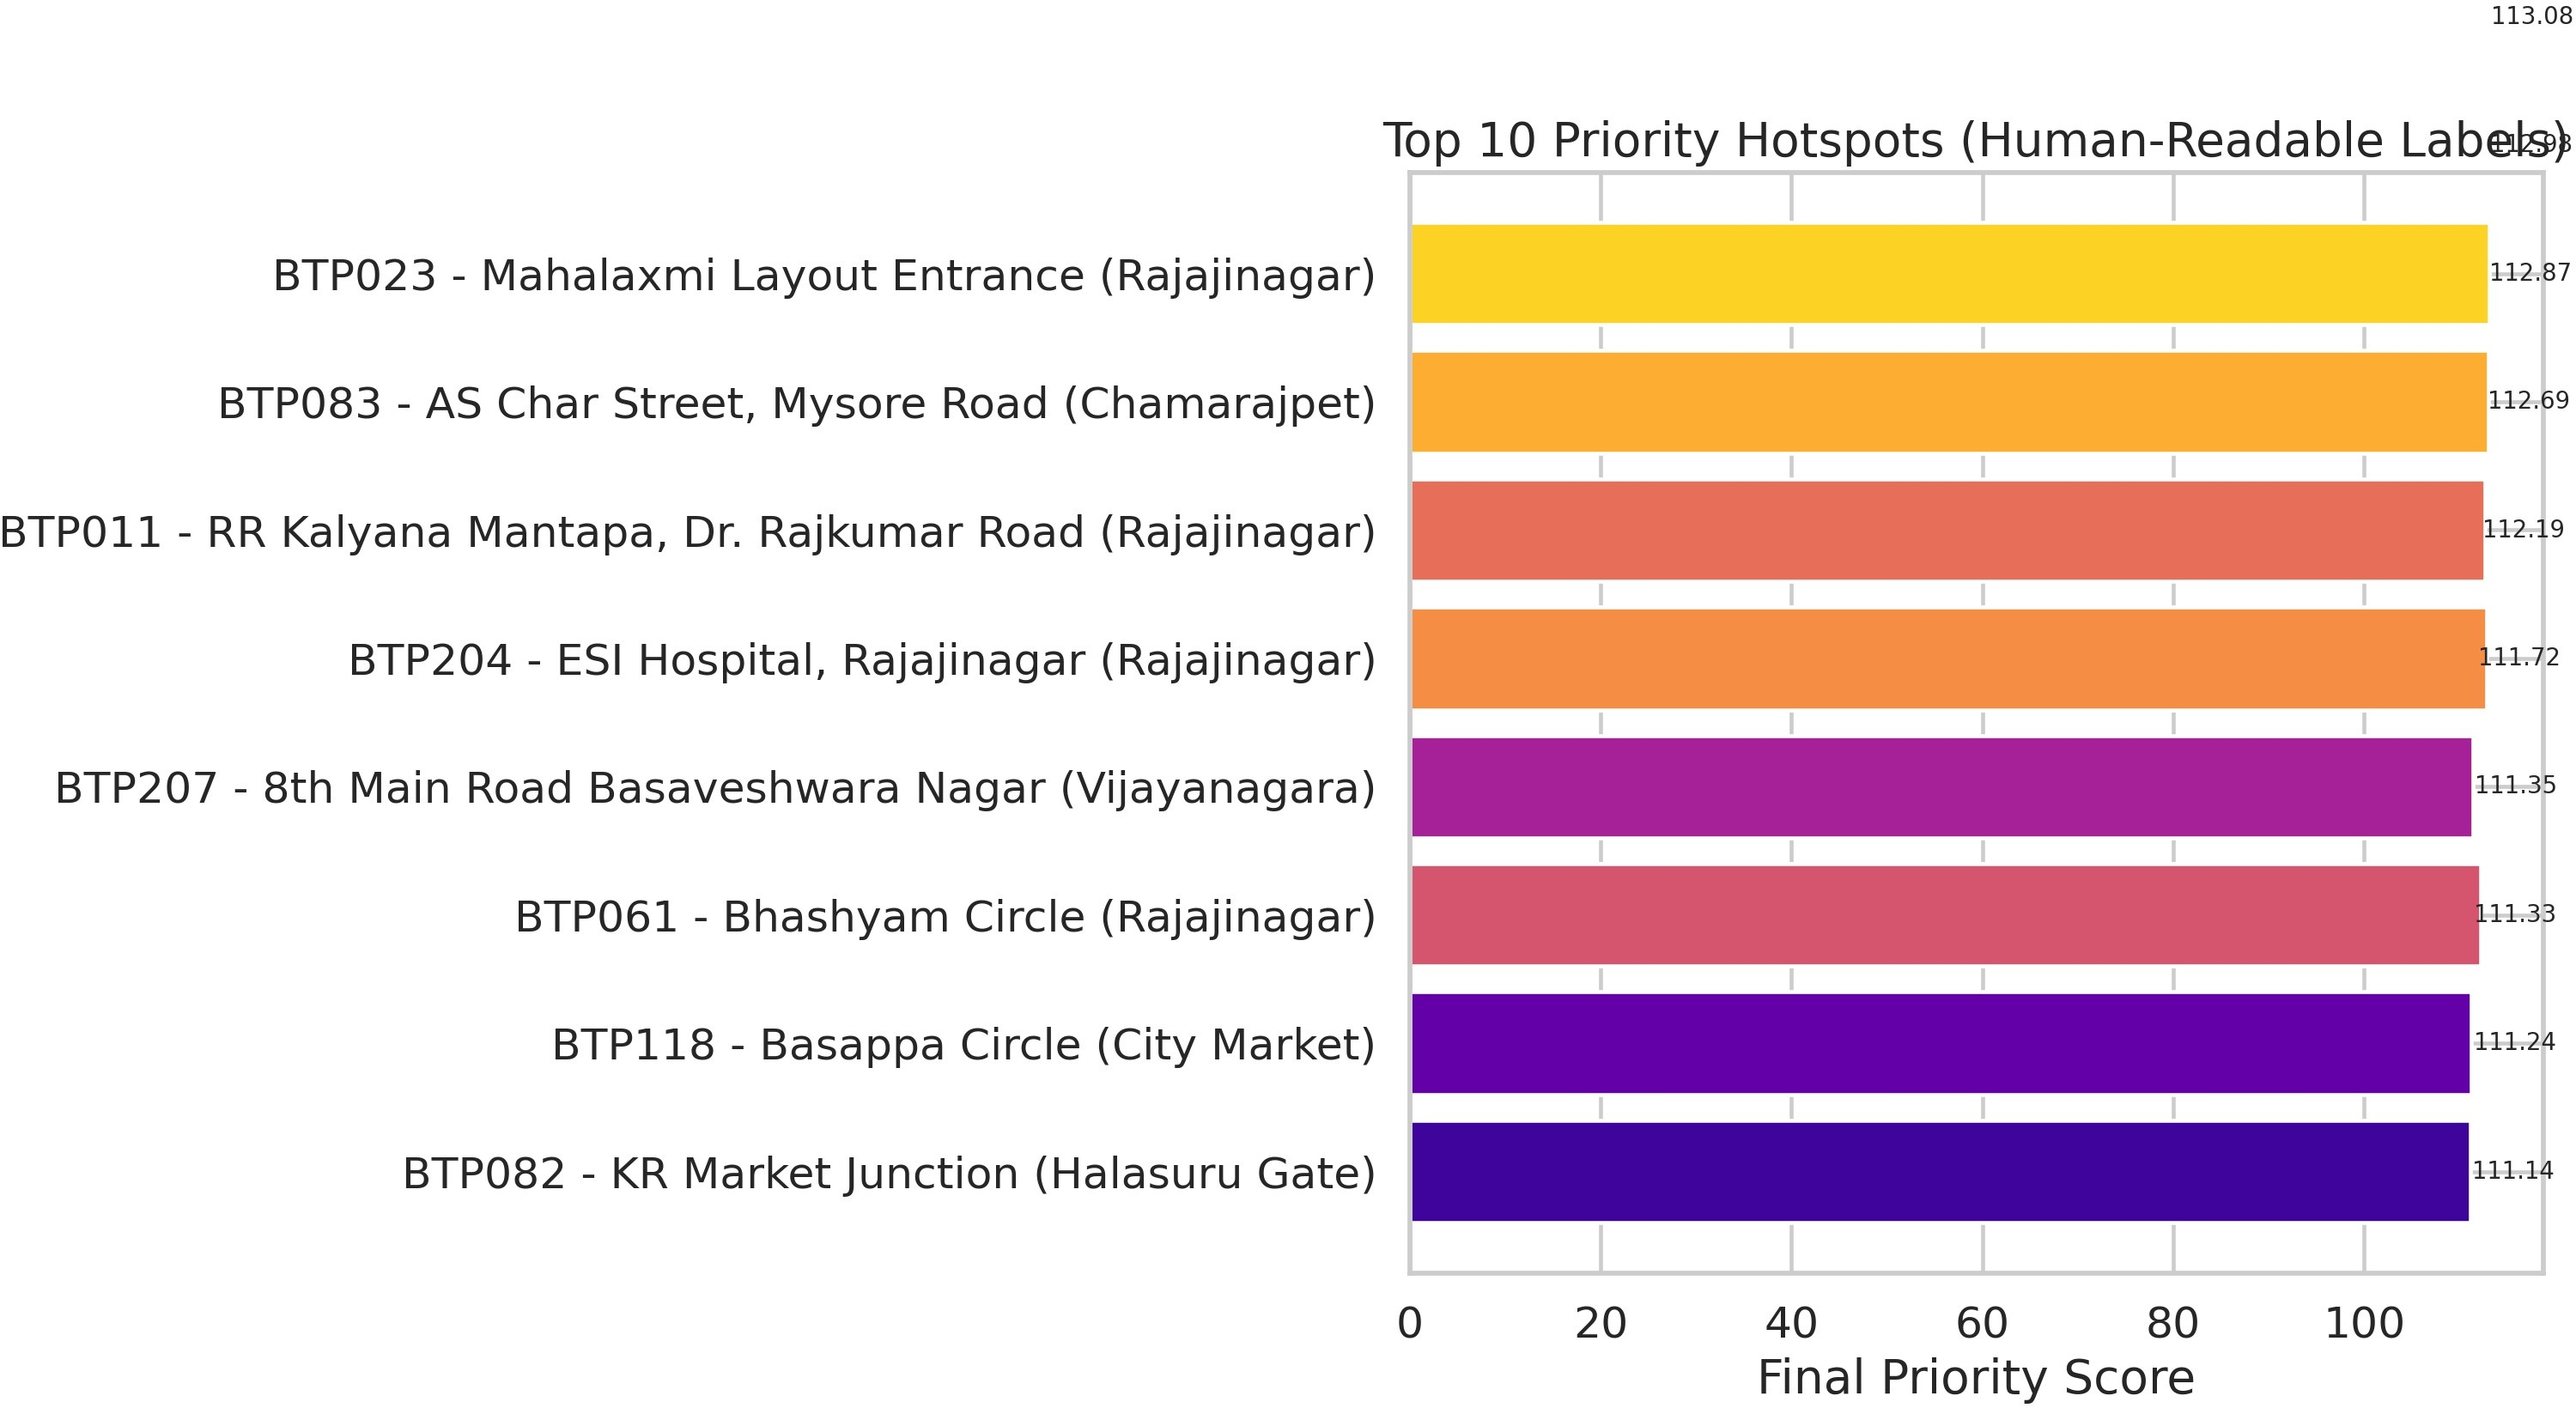 113.08
Top 10 Priority Hotspots (Human-Readable Labels)
112.98
BTP023 - Mahalaxmi Layout Entrance (Rajajinagar) 112.87
BTP083 - AS Char Street, Mysore Road (Chamarajpet) 112.69
BTP011 - RR Kalyana Mantapa, Dr. Rajkumar Road (Rajajinagar) 112.19
BTP204 - ESI Hospital, Rajajinagar (Rajajinagar) 111.72
BTP207 - 8th Main Road Basaveshwara Nagar (Vijayanagara) 111.35
BTP061 - Bhashyam Circle (Rajajinagar) 111.33
BTP118 - Basappa Circle (City Market) 111.24
BTP082 - KR Market Junction (Halasuru Gate) 111.14
0 20 40 60 80 100
Final Priority Score